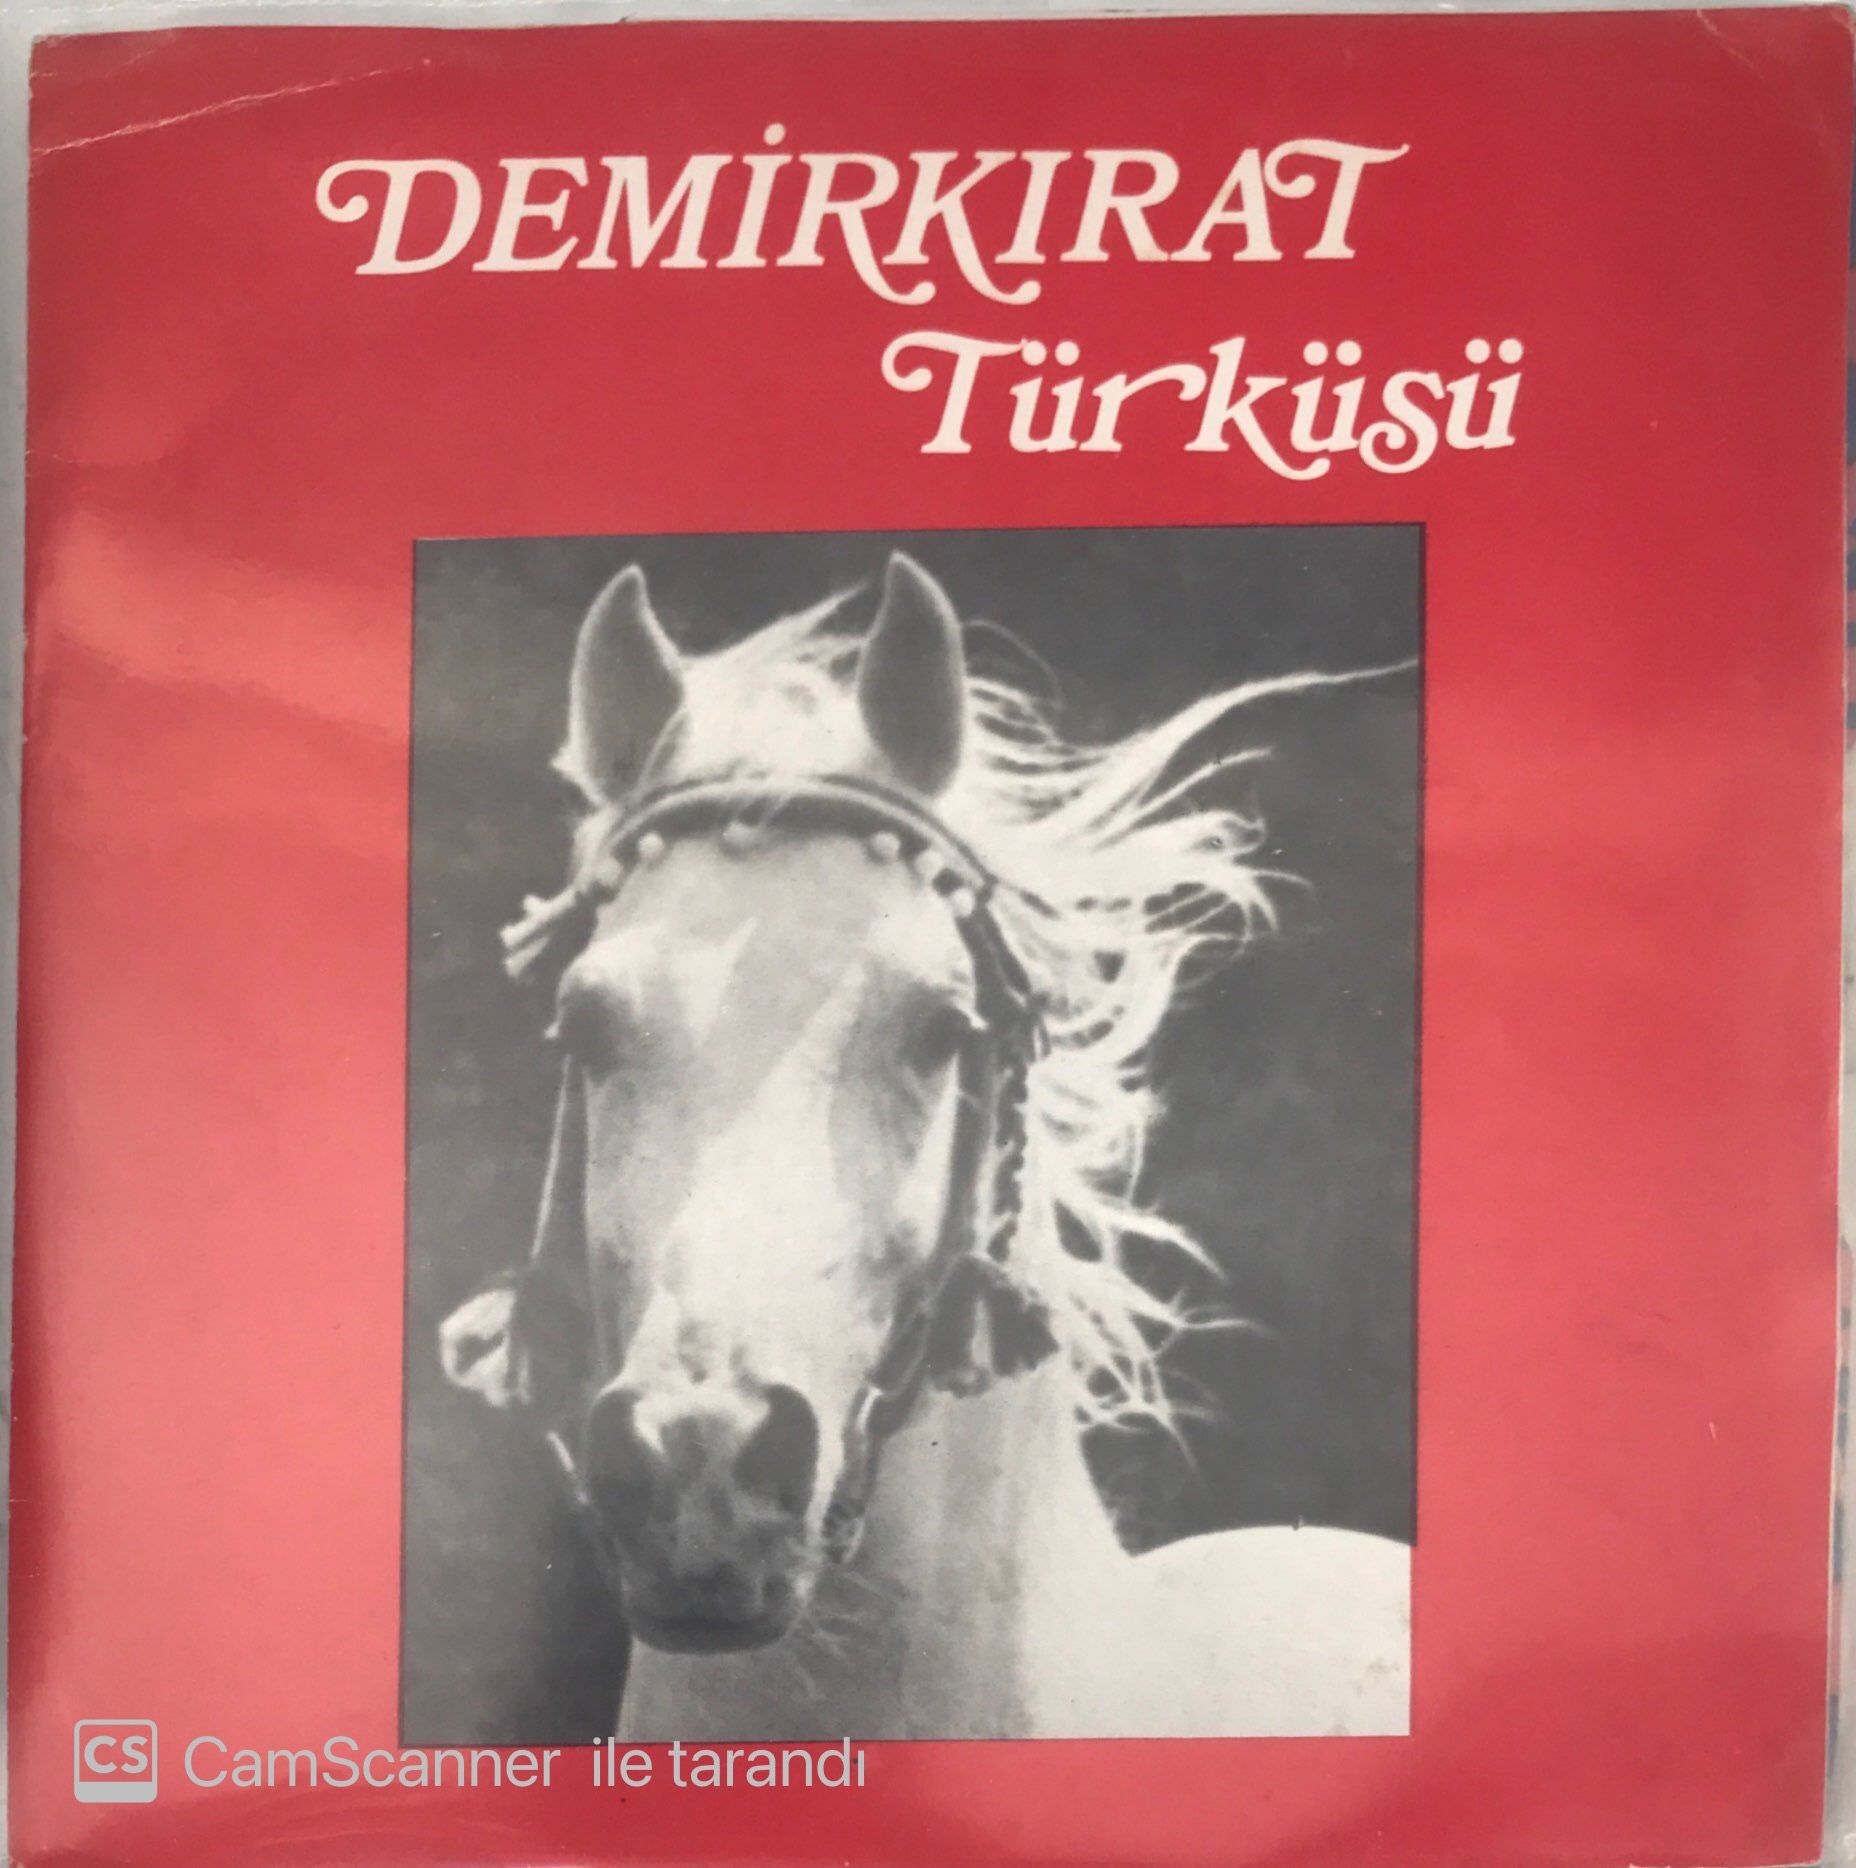 DEMİRKIRAT
Türküsü
CS CamScanner ile tarandı